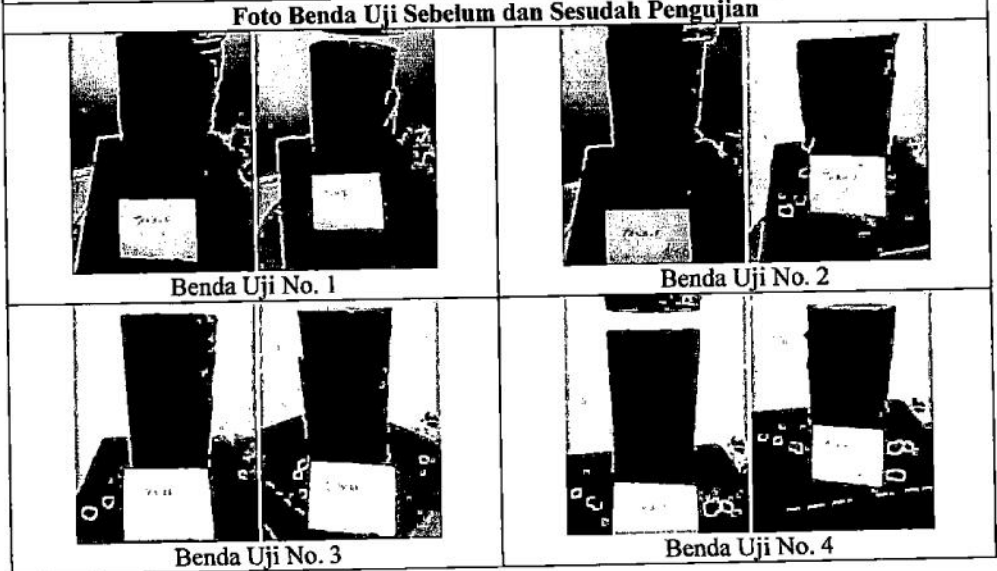 Foto Benda Uji Sebelum dan Sesudah Pengujian
Benda Uji No. 1
Benda Uji No. 2
Benda Uji No. 3
Benda Uji No. 4